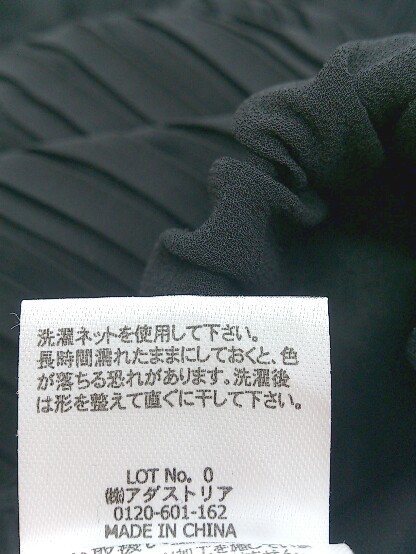 洗濯ネットを使用して下さい。
長時間濡れたままにしておくと、色
が落ちる恐れがあります。洗濯後
は形を整えて直ぐに干して下さい。
LOT No. 0
㈱アダストリア
0120-601-162
MADE IN CHINA